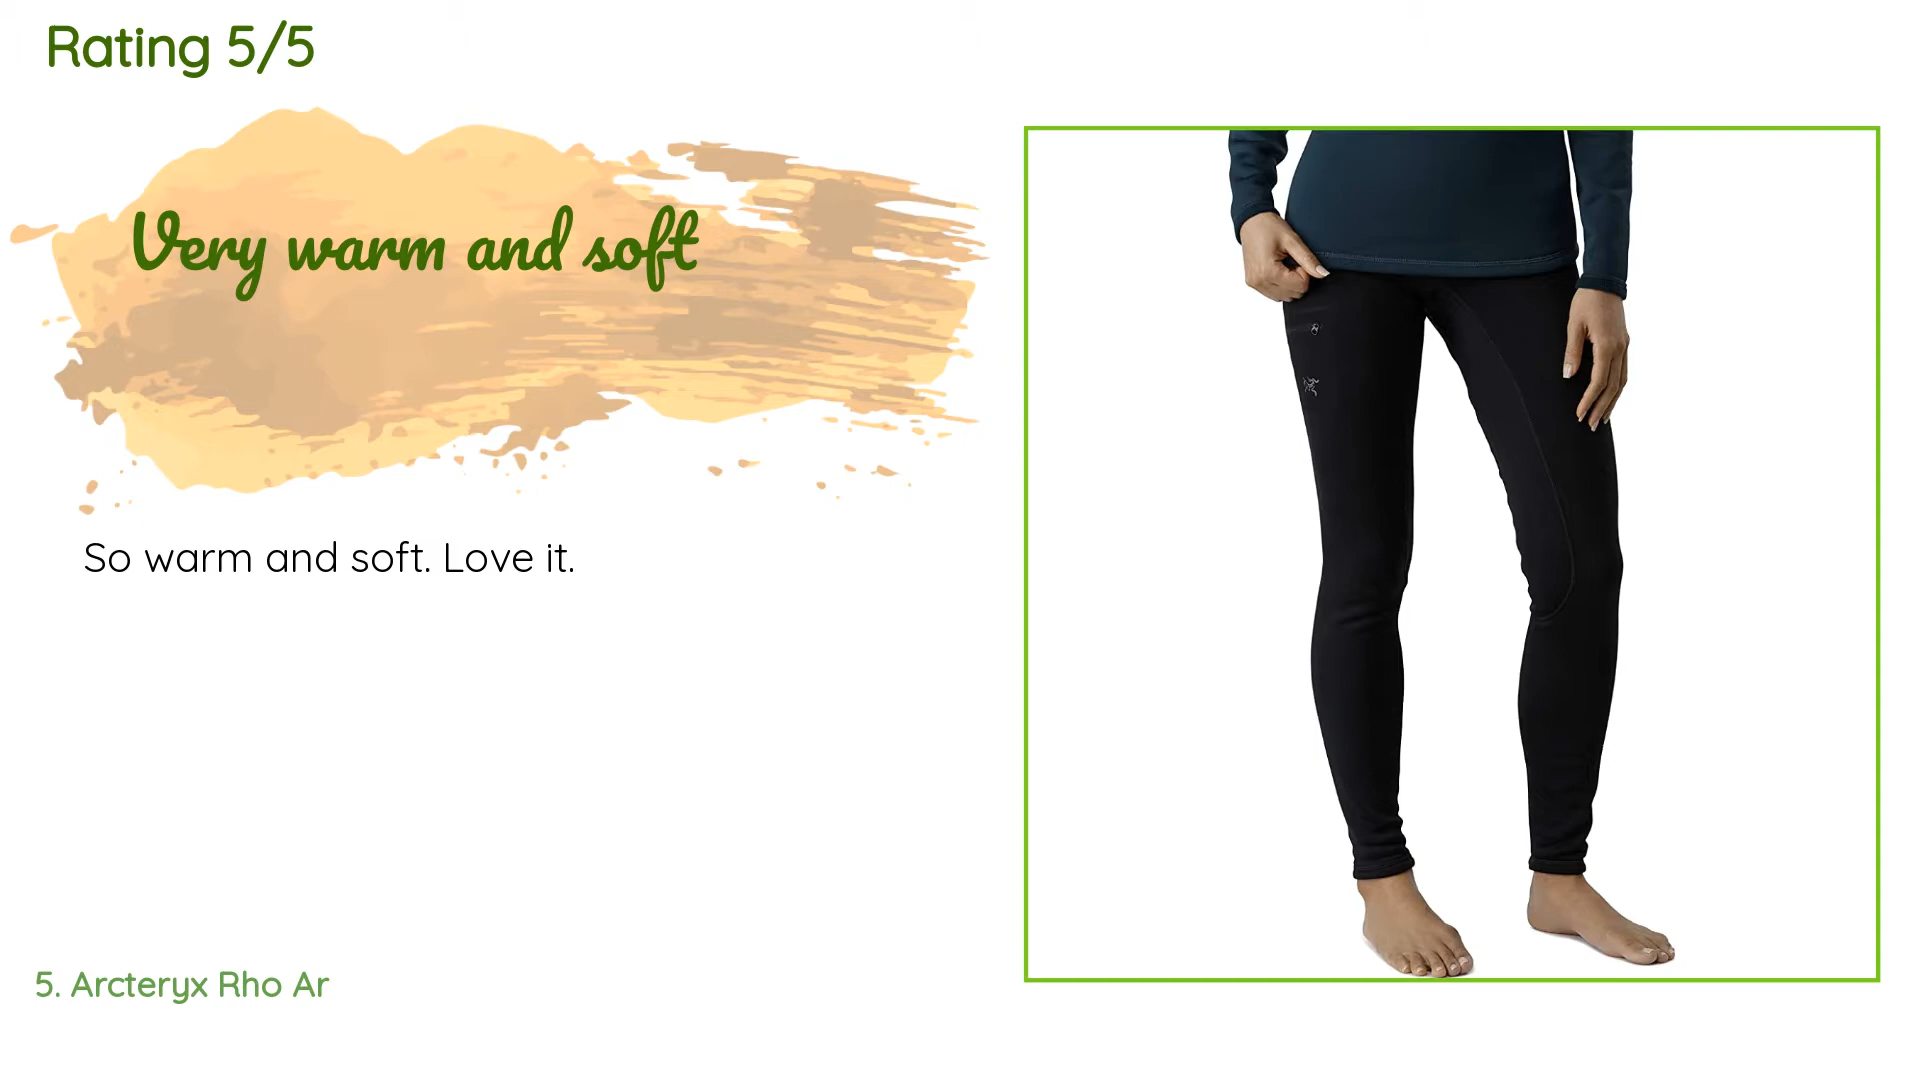 Rating 5/5
Very warm and soft
So warm and soft. Love it.
5. Arcteryx Rho Ar